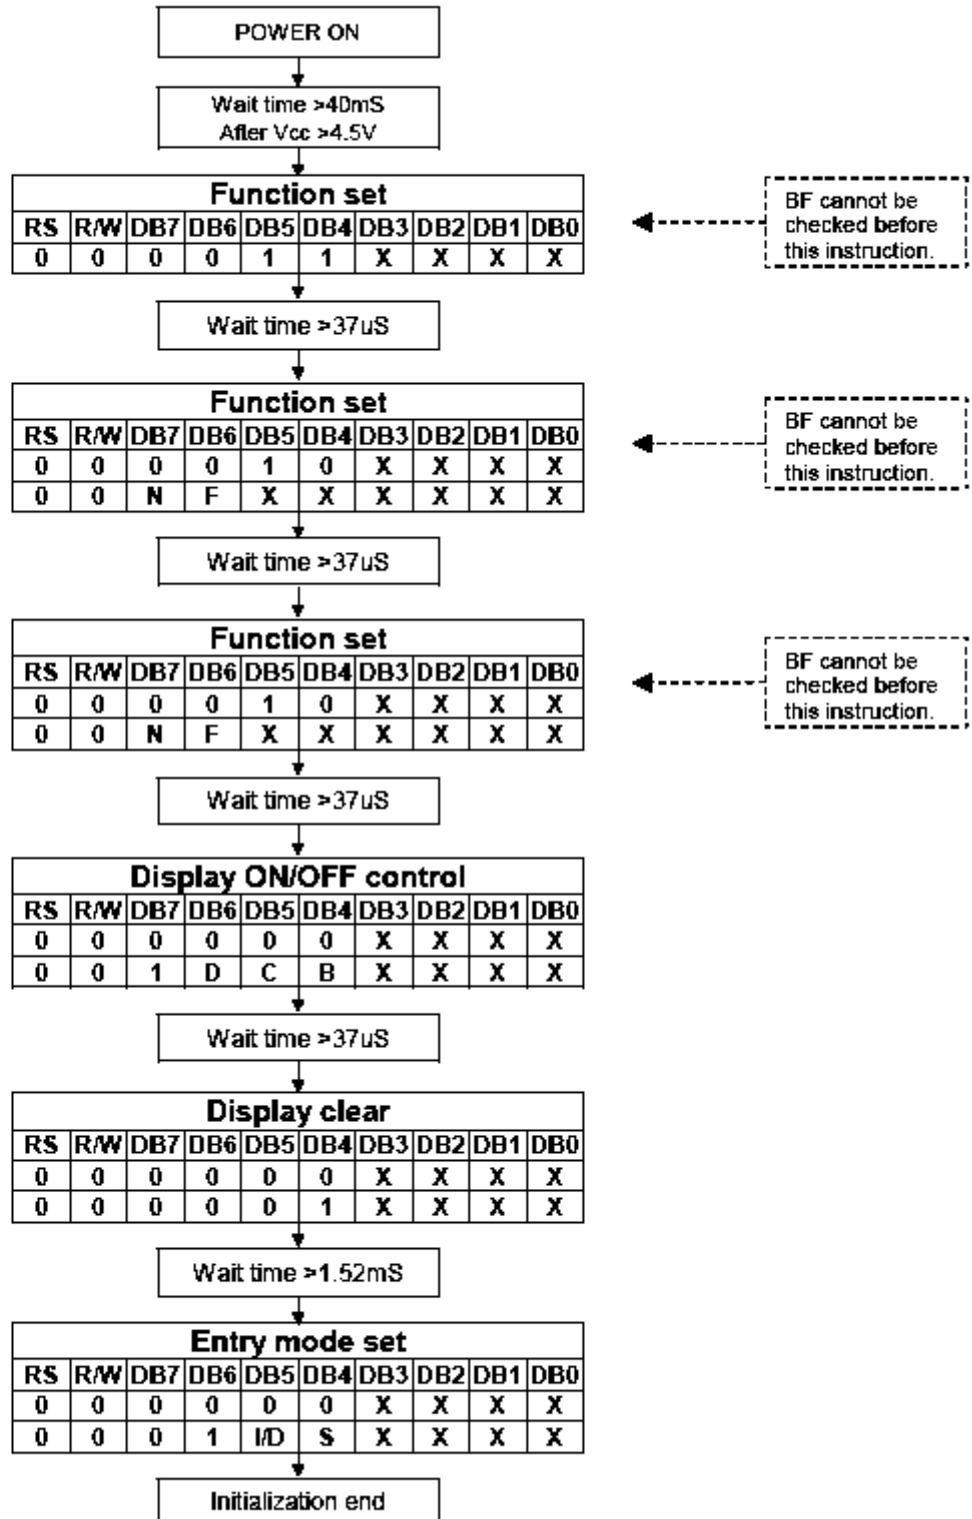 POWER ON
Wait time >40mS
After Vcc >4.5V
Function set
RS R/W DB7 DB6 DB5 DB4 DB3 DB2 DB1 DB0
0 0 0 0 1 1 X X X X
BF cannot be
checked before
this instruction.
Wait time >37uS
Function set
RS R/W DB7 DB6 DB5 DB4 DB3 DB2 DB1 DB0
0 0 0 0 1 0 X X X X
0 0 N F X X X X X X
BF cannot be
checked before
this instruction.
Wait time >37uS
Function set
RS R/W DB7 DB6 DB5 DB4 DB3 DB2 DB1 DB0
0 0 0 0 1 0 X X X X
0 0 N F X X X X X X
BF cannot be
checked before
this instruction.
Wait time >37uS
Display ON/OFF control
RS R/W DB7 DB6 DB5 DB4 DB3 DB2 DB1 DB0
0 0 0 0 0 0 X X X X
0 0 1 D C B X X X X
Wait time >37uS
Display clear
RS R/W DB7 DB6 DB5 DB4 DB3 DB2 DB1 DB0
0 0 0 0 0 0 X X X X
0 0 0 0 0 1 X X X X
Wait time >1.52mS
Entry mode set
RS R/W DB7 DB6 DB5 DB4 DB3 DB2 DB1 DB0
0 0 0 0 0 0 X X X X
0 0 0 1 I/D S X X X X
Initialization end